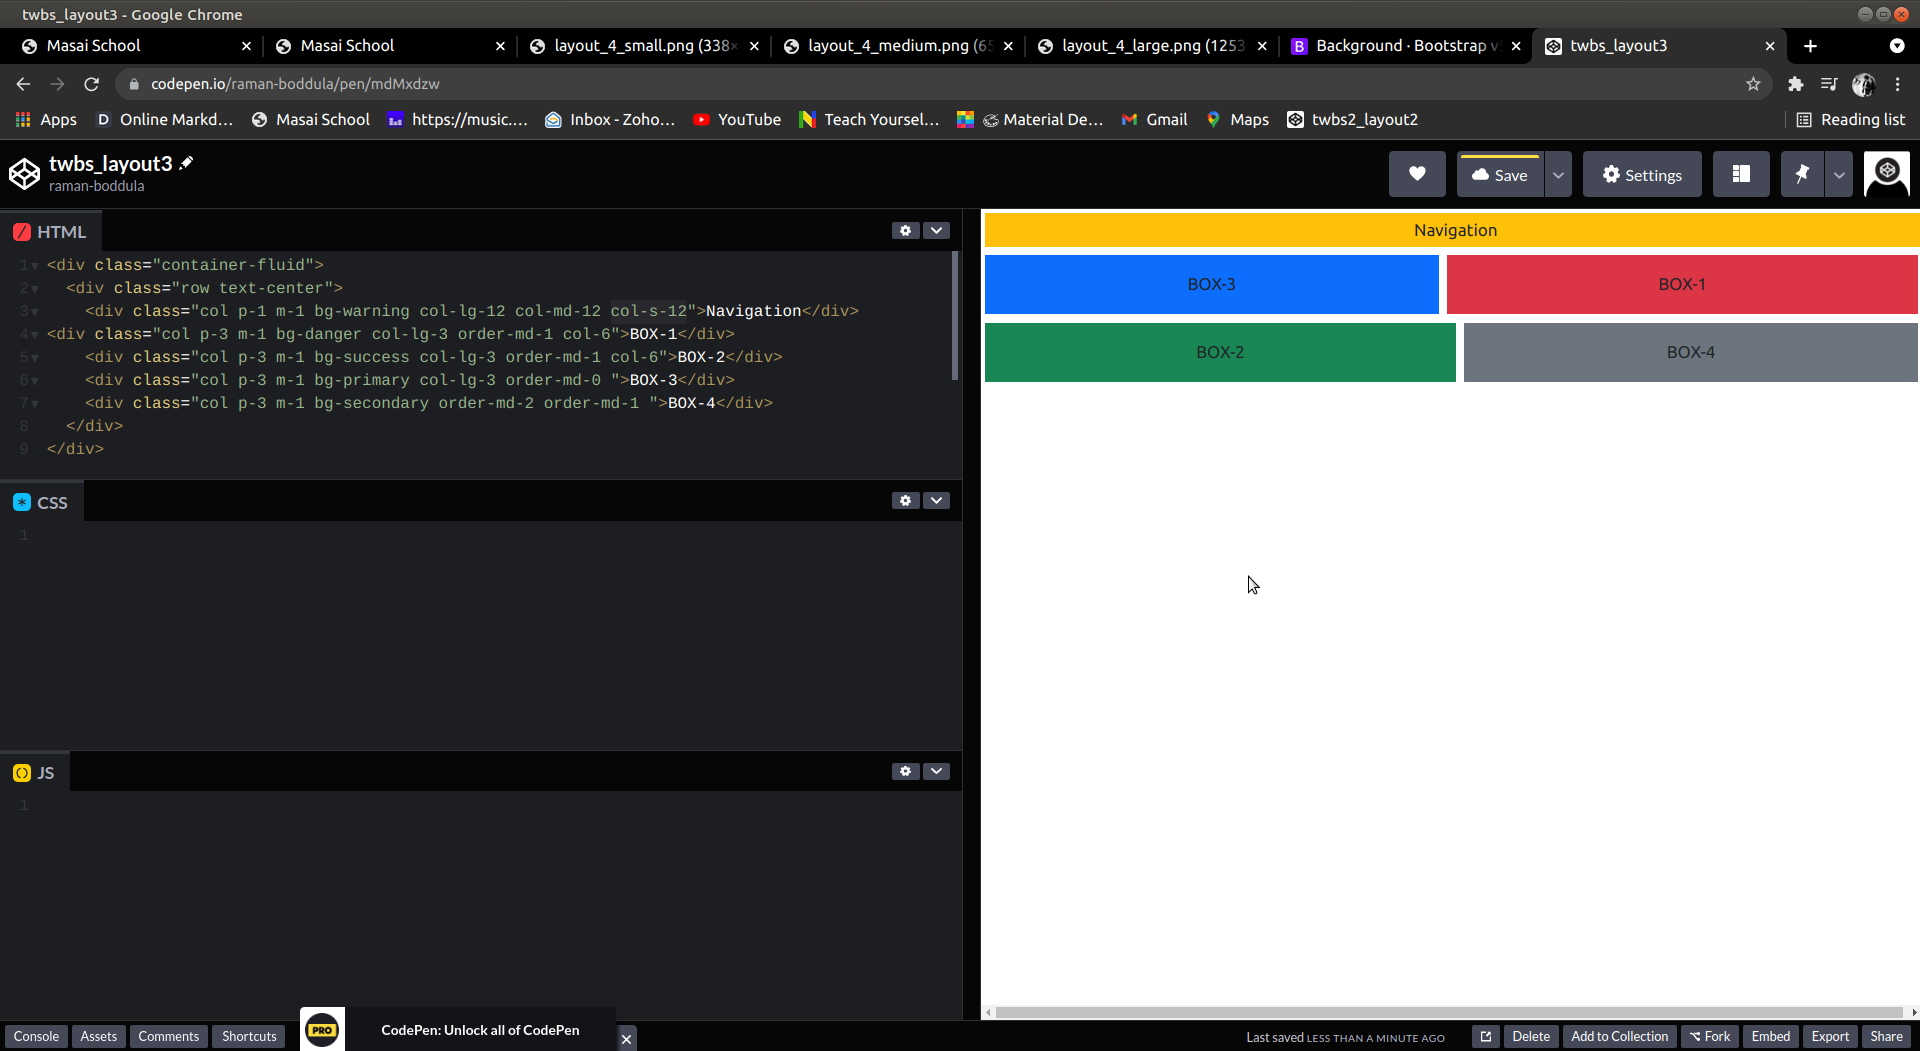 twbs_layout3 - Google Chrome
Masai School
Masai School
layout_4_small.png (338
layout_4_medium.png (6
layout_4_large.png (1253
Background · Bootstrap v
twbs_layout3
codepen.io/raman-boddula/pen/mdMxdzw
Apps
Online Markd...
Masai School
https://music....
Inbox - Zoho...
YouTube
Teach Yoursel...
Material De...
Gmail
Maps
twbs2_layout2
Reading list
twbs_layout3
raman-boddula
Save
Settings
HTML
1 <div class="container-fluid">
2 <div class="row text-center">
3 <div class="col p-1 m-1 bg-warning col-lg-12 col-md-12 col-s-12">Navigation</div>
4 <div class="col p-3 m-1 bg-danger col-lg-3 order-md-1 col-6">BOX-1</div>
5 <div class="col p-3 m-1 bg-success col-lg-3 order-md-1 col-6">BOX-2</div>
6 <div class="col p-3 m-1 bg-primary col-lg-3 order-md-0 ">BOX-3</div>
7 <div class="col p-3 m-1 bg-secondary order-md-2 order-md-1 ">BOX-4</div>
8 </div>
9 </div>
CSS
1
JS
1
Navigation
BOX-3
BOX-1
BOX-2
BOX-4
Console
Assets
Comments
Shortcuts
PRO
CodePen: Unlock all of CodePen
Last saved LESS THAN A MINUTE AGO
Delete
Add to Collection
Fork
Embed
Export
Share